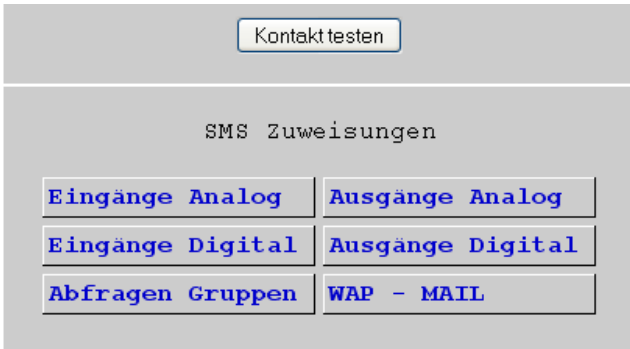 Kontakt testen
SMS Zuweisungen
Eingänge Analog Ausgänge Analog
Eingänge Digital Ausgänge Digital
Abfragen Gruppen WAP - MAIL